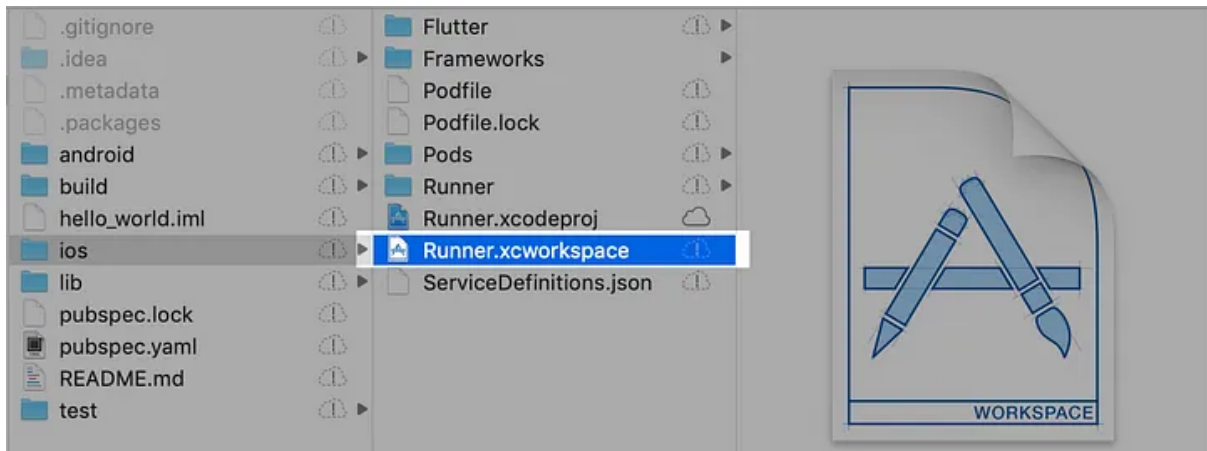 .gitignore
.idea
.metadata
.packages
android
build
hello_world.iml
ios
lib
pubspec.lock
pubspec.yaml
README.md
test
Flutter
Frameworks
Podfile
Podfile.lock
Pods
Runner
Runner.xcodeproj
Runner.xcworkspace
ServiceDefinitions.json
WORKSPACE